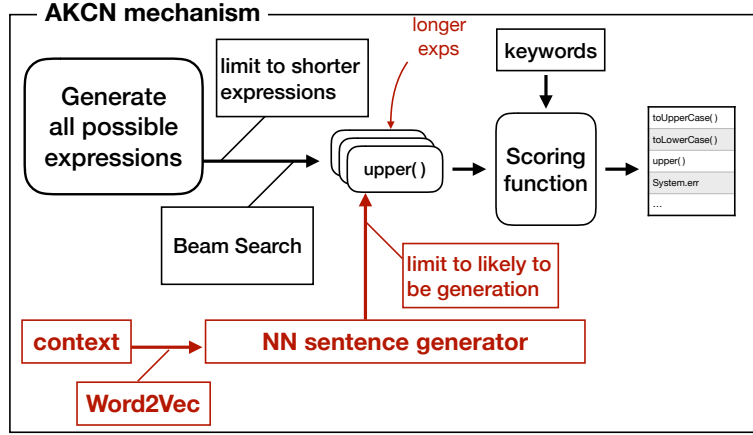 AKCN mechanism
longer
exps
keywords
limit to shorter
expressions
Generate
all possible
expressions
upper( )
Scoring
function
toUpperCase( )
toLowerCase( )
upper( )
System.err
...
Beam Search
limit to likely to
be generation
context
NN sentence generator
Word2Vec